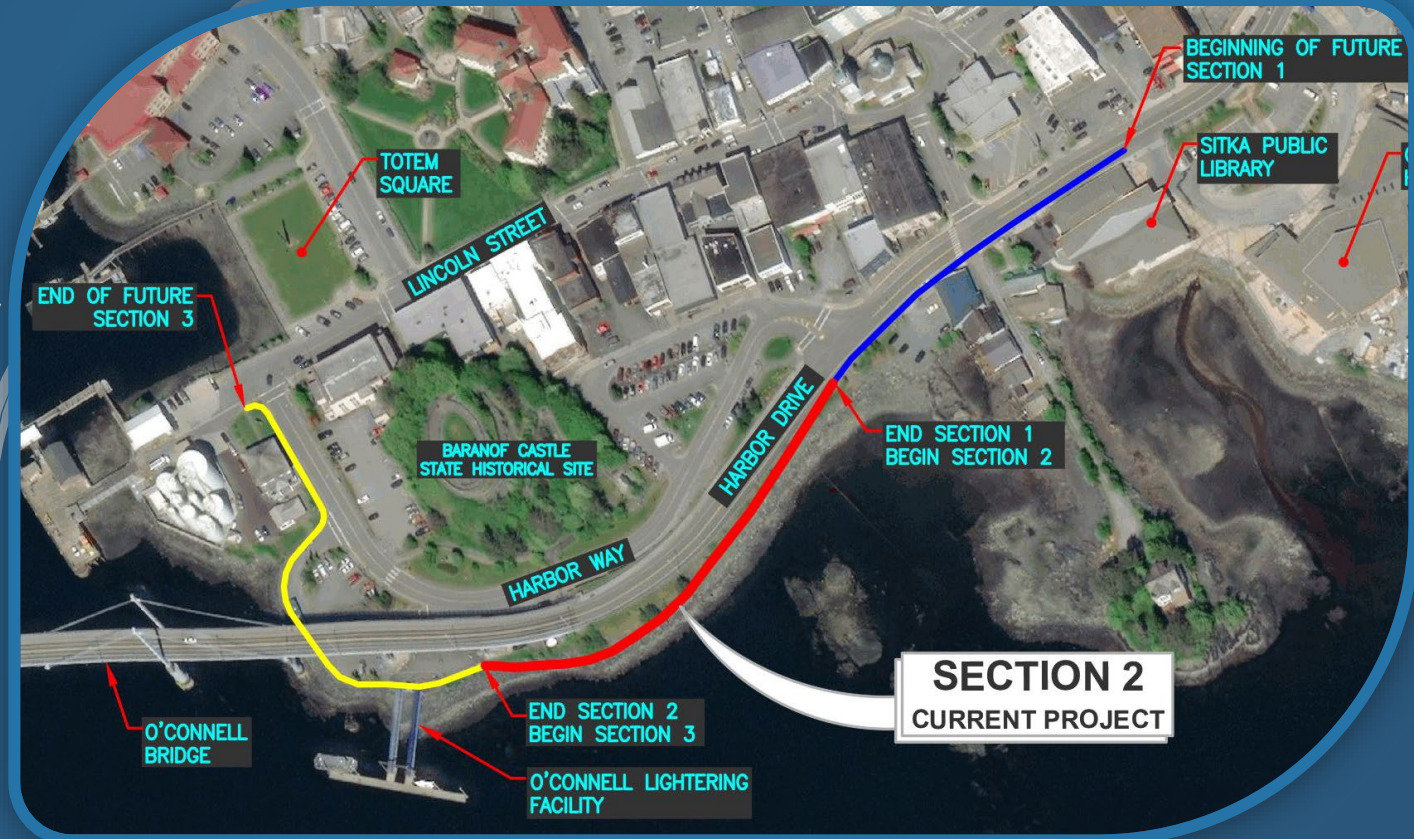 BEGINNING OF FUTURE
SECTION 1
SITKA PUBLIC
LIBRARY
TOTEM
SQUARE
LINCOLN STREET
END OF FUTURE
SECTION 3
BARANOF CASTLE
STATE HISTORICAL SITE
HARBOR DRIVE
END SECTION 1
BEGIN SECTION 2
HARBOR WAY
SECTION 2
CURRENT PROJECT
END SECTION 2
BEGIN SECTION 3
O'CONNELL
BRIDGE
O'CONNELL LIGHTERING
FACILITY